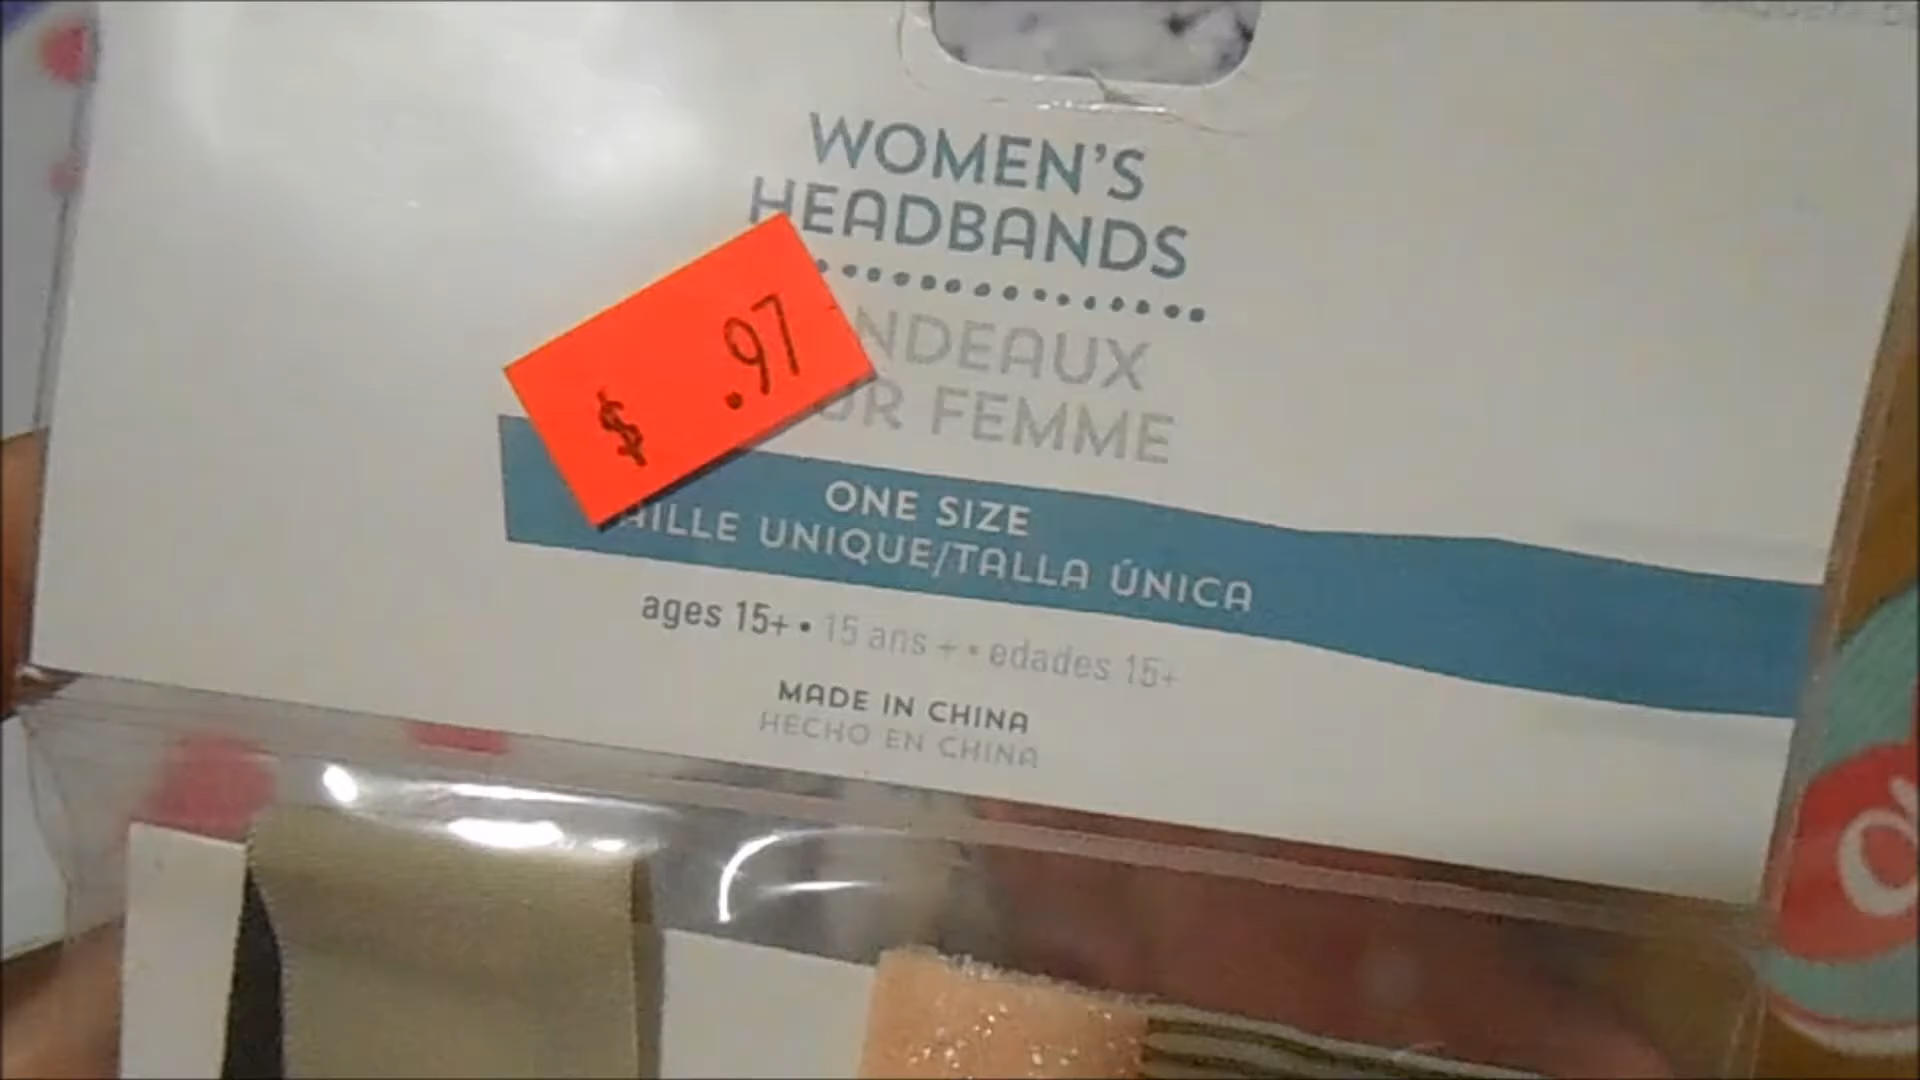 WOMEN'S
HEADBANDS
$ .97
NDEAUX
UR FEMME
ONE SIZE
AILLE UNIQUE/TALLA ÚNICA
ages 15+ • 15 ans + • edades 15+
MADE IN CHINA
HECHO EN CHINA